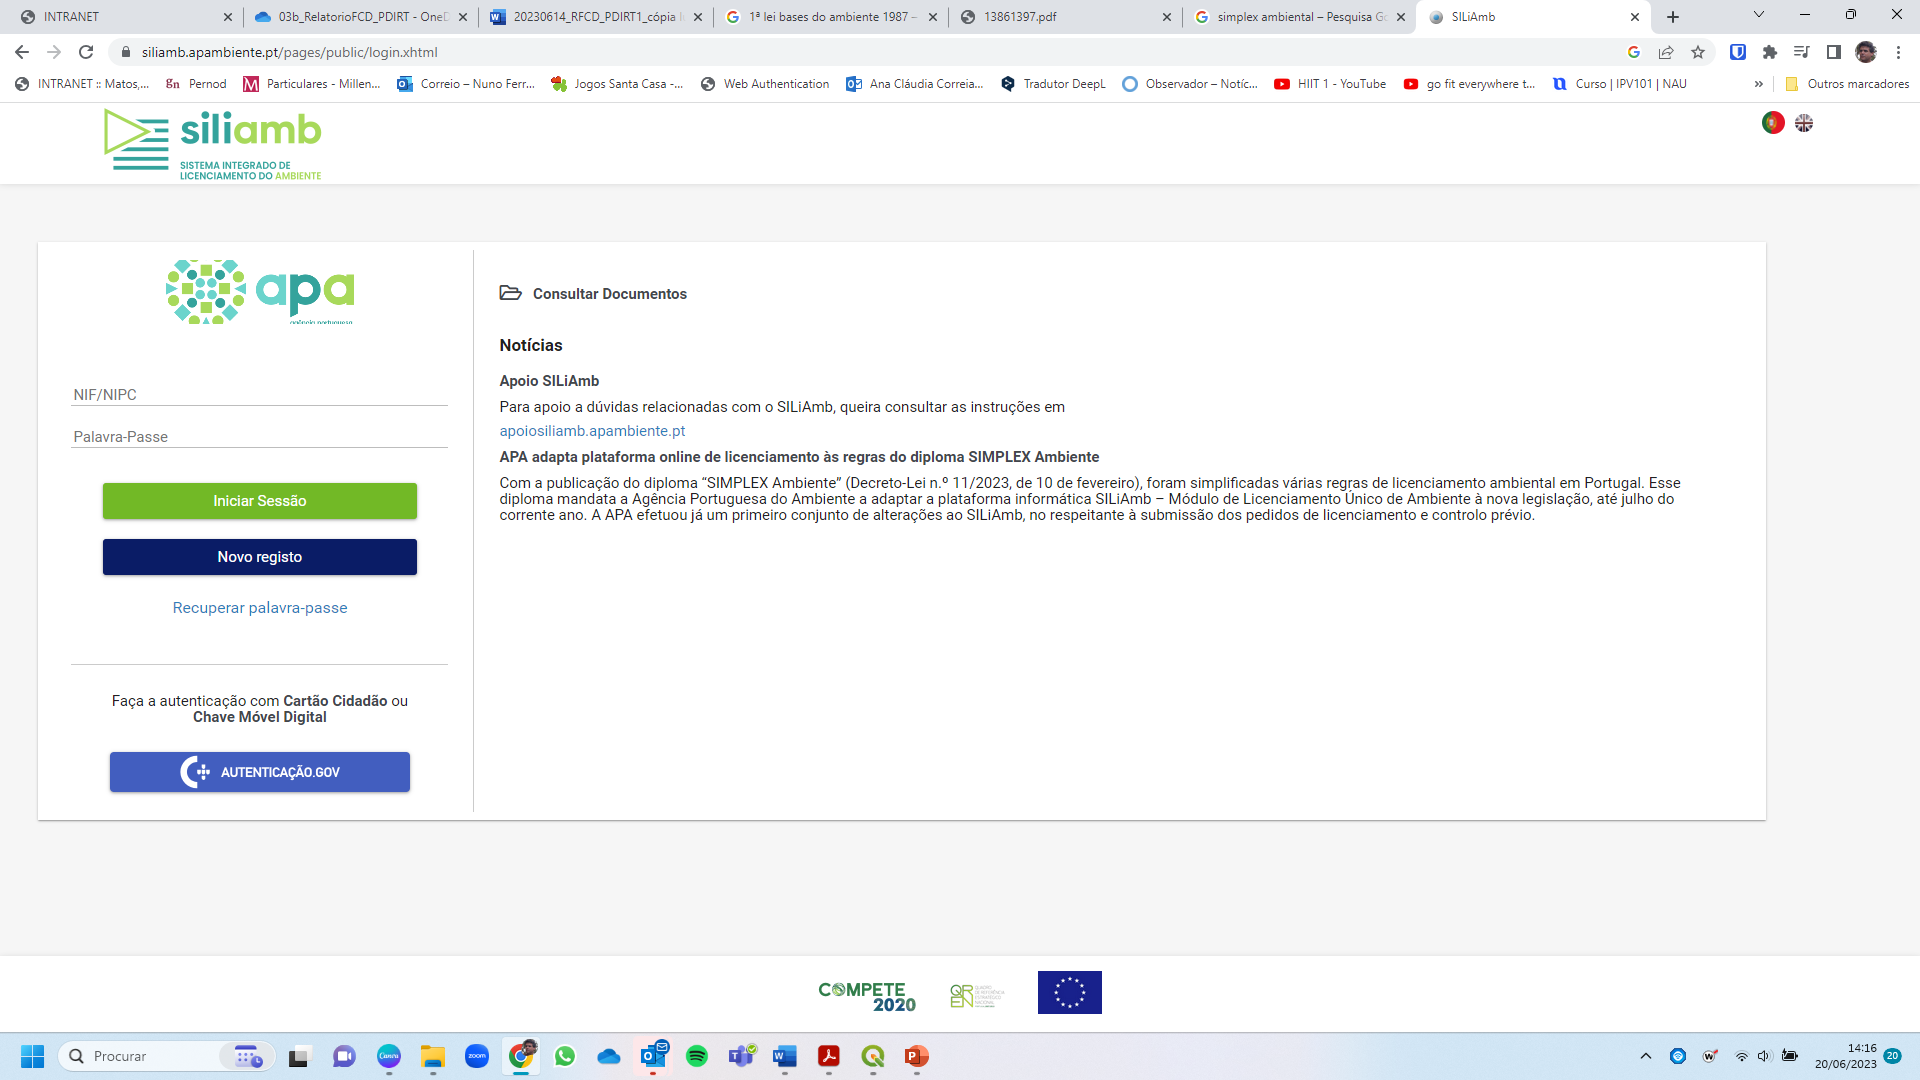 INTRANET
03b_RelatorioFCD_PDIRT - OneD
20230614_RFCD_PDIRT1_cópia l
1ª lei bases do ambiente 1987 –
13861397.pdf
simplex ambiental – Pesquisa Go
SILiAmb
siliamb.apambiente.pt/pages/public/login.xhtml
INTRANET :: Matos,...
gn Pernod
Particulares - Millen...
Correio – Nuno Ferr...
Jogos Santa Casa -...
Web Authentication
Ana Cláudia Correia...
Tradutor DeepL
Observador – Notíc...
HIIT 1 - YouTube
go fit everywhere t...
Curso | IPV101 | NAU
»
Outros marcadores
siliamb
SISTEMA INTEGRADO DE
LICENCIAMENTO DO AMBIENTE
apa
agência portuguesa
NIF/NIPC
Palavra-Passe
Iniciar Sessão
Novo registo
Recuperar palavra-passe
Faça a autenticação com Cartão Cidadão ou
Chave Móvel Digital
AUTENTICAÇÃO.GOV
Consultar Documentos
Notícias
Apoio SILiAmb
Para apoio a dúvidas relacionadas com o SILiAmb, queira consultar as instruções em
apoiosiliamb.apambiente.pt
APA adapta plataforma online de licenciamento às regras do diploma SIMPLEX Ambiente
Com a publicação do diploma “SIMPLEX Ambiente” (Decreto-Lei n.º 11/2023, de 10 de fevereiro), foram simplificadas várias regras de licenciamento ambiental em Portugal. Esse
diploma mandata a Agência Portuguesa do Ambiente a adaptar a plataforma informática SILiAmb – Módulo de Licenciamento Único de Ambiente à nova legislação, até julho do
corrente ano. A APA efetuou já um primeiro conjunto de alterações ao SILiAmb, no respeitante à submissão dos pedidos de licenciamento e controlo prévio.
COMPETE
2020
QREN
Procurar
Canva
zoom
14:16
20/06/2023
20